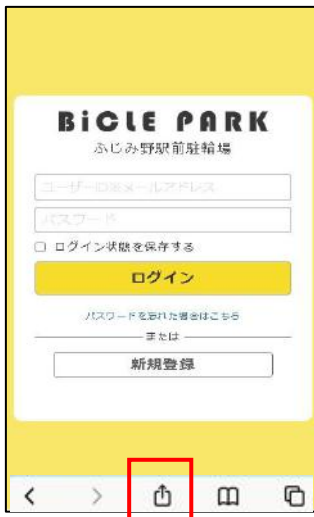 BiCLE PARK
ふじみ野駅前駐輪場
ユーザーID or メールアドレス
パスワード
ログイン状態を保存する
ログイン
パスワードを忘れた場合はこちら
または
新規登録